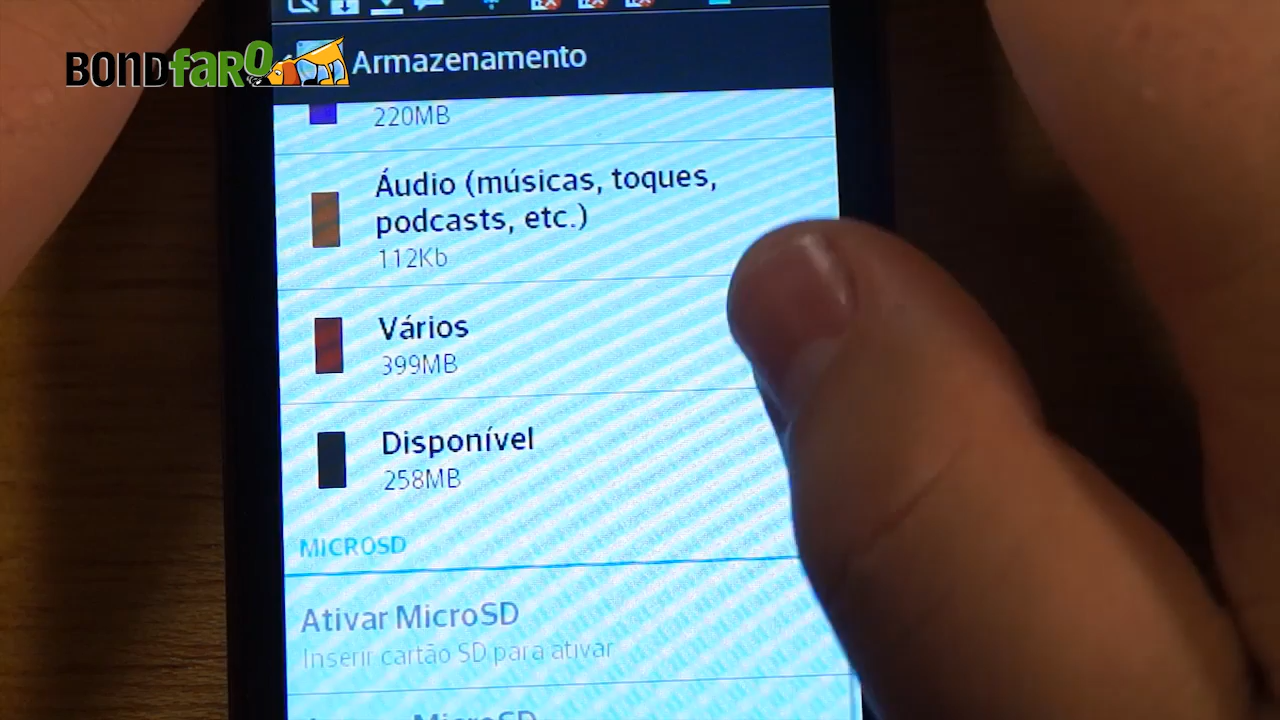 BONDfaro
Armazenamento
220MB
Áudio (músicas, toques,
podcasts, etc.)
112Kb
Vários
399MB
Disponível
258MB
MICROSD
Ativar MicroSD
Inserir cartão SD para ativar
MicroSD